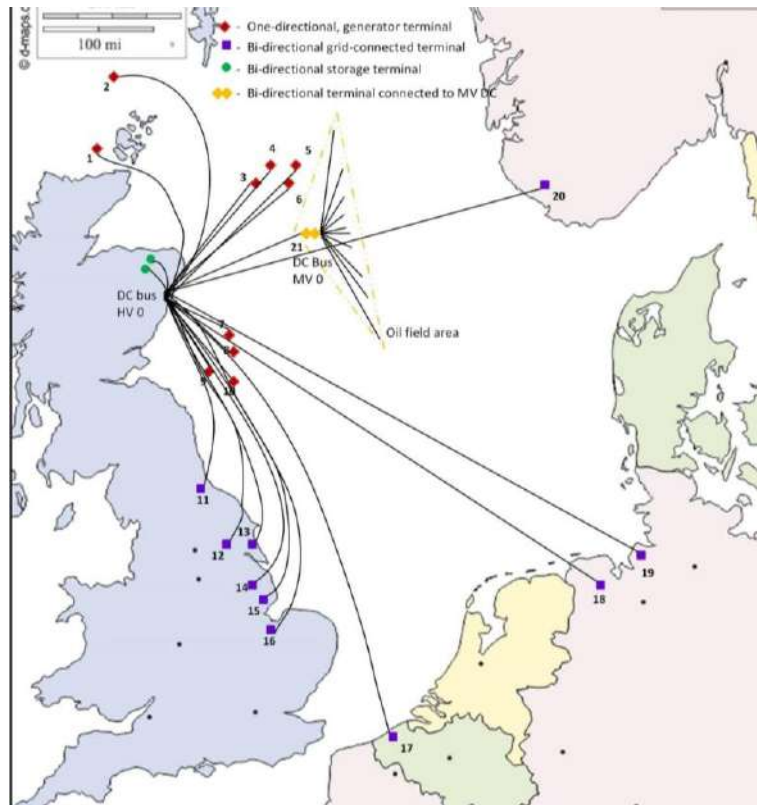 100 mi
© d-maps.c
- One-directional, generator terminal
- Bi-directional grid-connected terminal
- Bi-directional storage terminal
- Bi-directional terminal connected to MV DC
2
1
4
5
3
6
20
21
DC Bus
MV 0
DC bus
HV 0
Oil field area
7
8
9
10
11
12
13
14
15
16
19
18
17